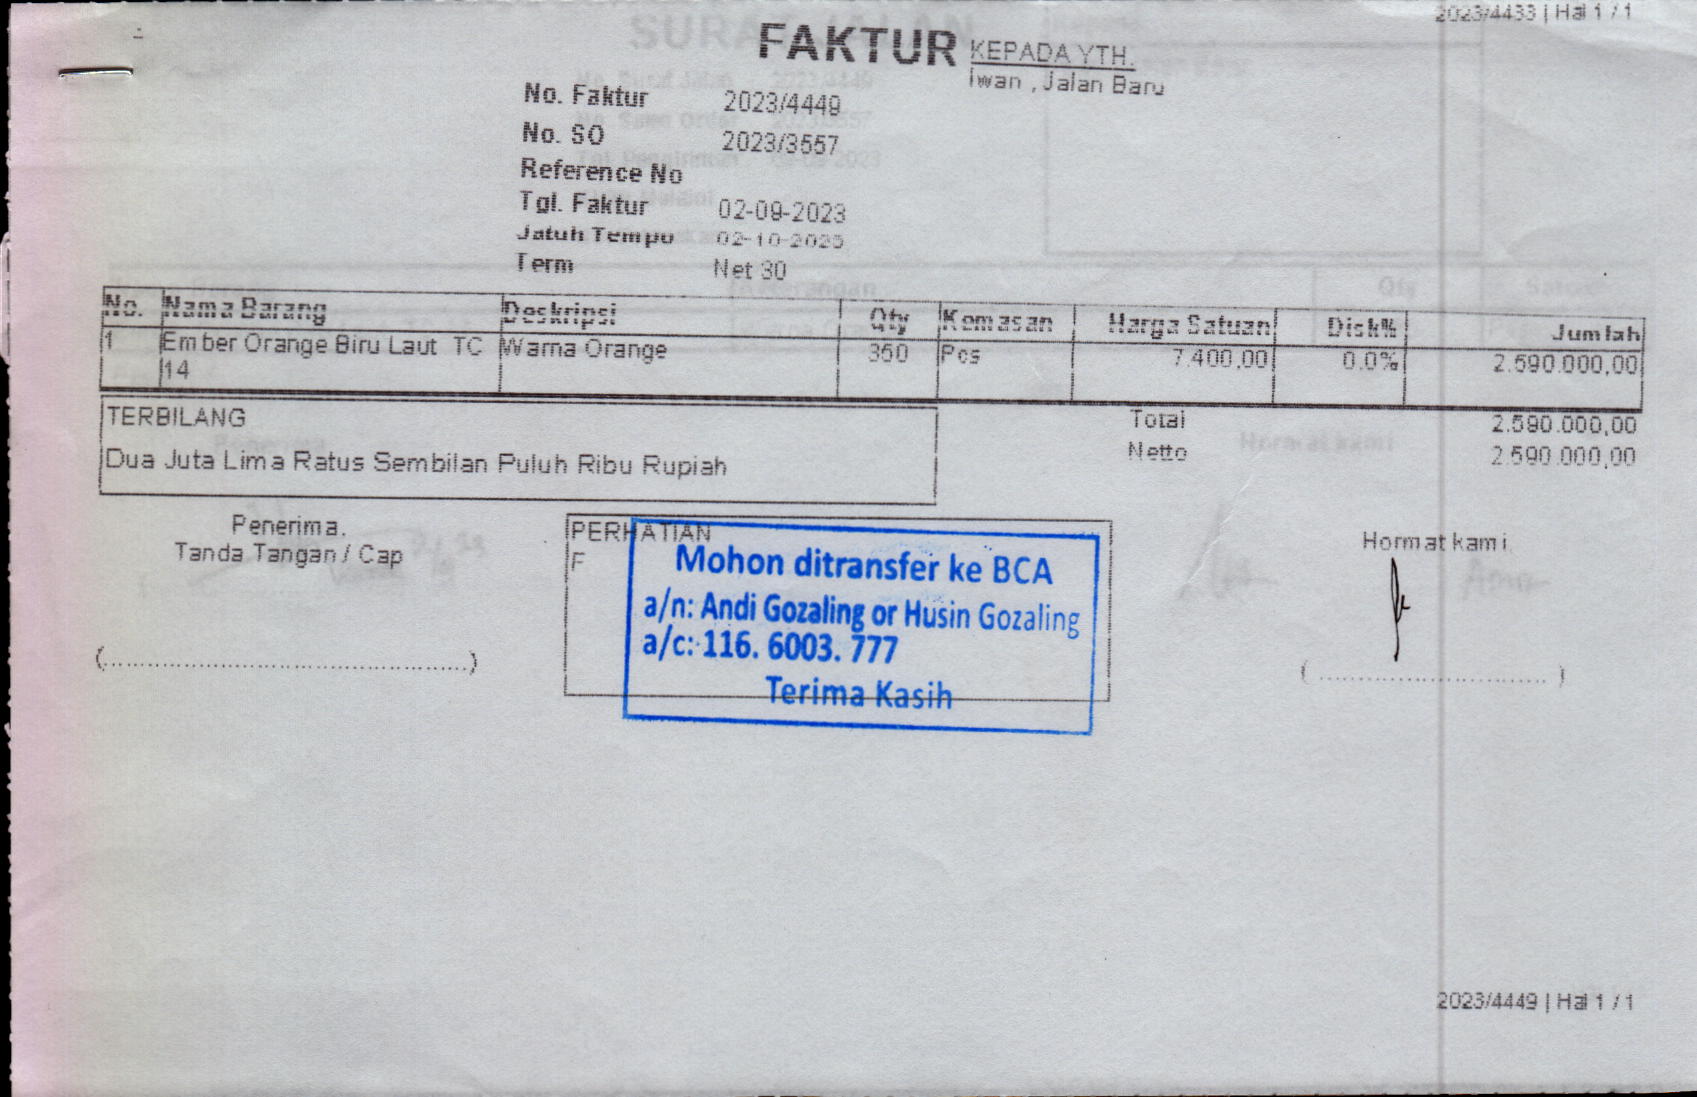 2023/4433 | Hal 1 / 1
FAKTUR
KEPADA YTH.
Iwan , Jalan Baru
No. Faktur 2023/4449
No. SO 2023/3557
Reference No
Tgl. Faktur 02-09-2023
Jatuh Tempo 02-10-2023
Term Net 30
No. Nama Barang Deskripsi Qty Kemasan Harga Satuan Disk% Jumlah
1 Ember Orange Biru Laut TC Warna Orange 350 Pcs 7.400,00 0.0% 2.590.000,00
14
TERBILANG
Dua Juta Lima Ratus Sembilan Puluh Ribu Rupiah
Total 2.590.000,00
Netto 2.590.000,00
Penerima.
Tanda Tangan / Cap
PERHATIAN
F
Mohon ditransfer ke BCA
a/n: Andi Gozaling or Husin Gozaling
a/c: 116. 6003. 777
Terima Kasih
Hormat kami
(..........................................)
( ............................ )
2023/4449 | Hal 1 / 1